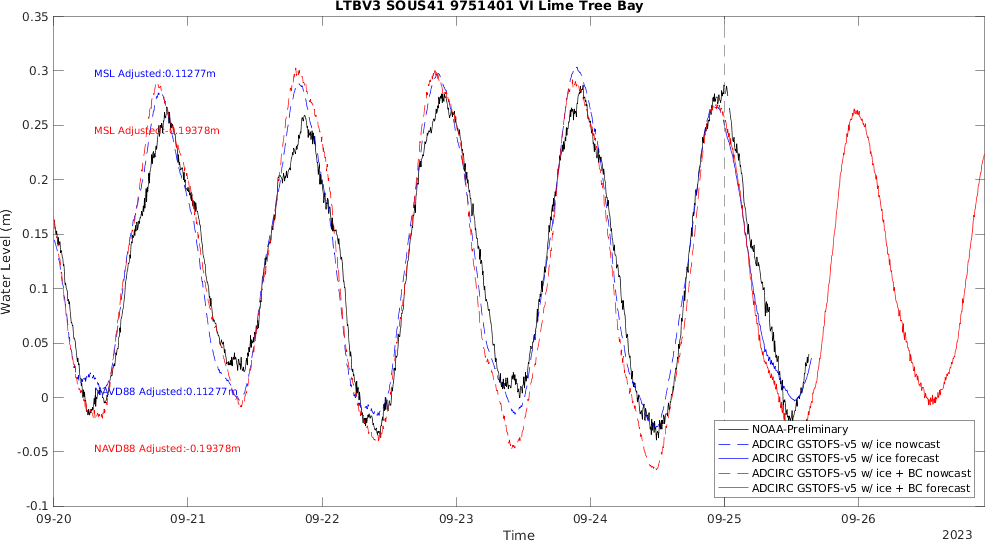 LTBV3 SOUS41 9751401 VI Lime Tree Bay
0.35
0.3
0.25
0.2
0.15
0.1
0.05
0
-0.05
-0.1
Water Level (m)
MSL Adjusted:0.11277m
MSL Adjusted:-0.19378m
NAVD88 Adjusted:0.11277m
NAVD88 Adjusted:-0.19378m
NOAA-Preliminary
ADCIRC GSTOFS-v5 w/ ice nowcast
ADCIRC GSTOFS-v5 w/ ice forecast
ADCIRC GSTOFS-v5 w/ ice + BC nowcast
ADCIRC GSTOFS-v5 w/ ice + BC forecast
09-20
09-21
09-22
09-23
09-24
09-25
09-26
Time
2023